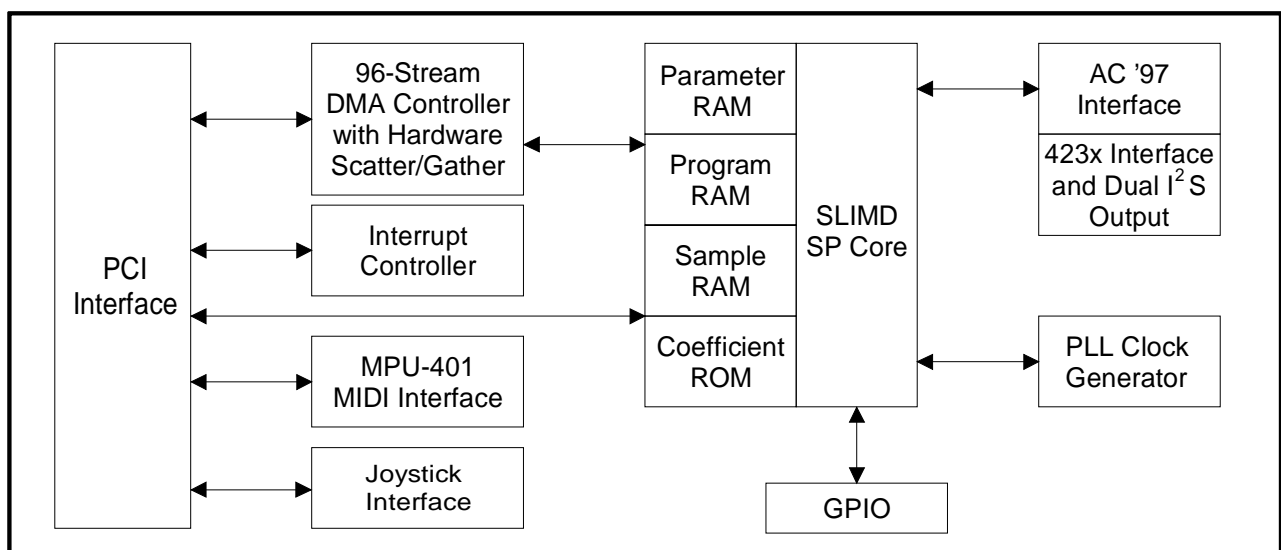 PCI
Interface
96-Stream
DMA Controller
with Hardware
Scatter/Gather
Interrupt
Controller
MPU-401
MIDI Interface
Joystick
Interface
Parameter
RAM
Program
RAM
Sample
RAM
Coefficient
ROM
SLIMD
SP Core
AC ’97
Interface
423x Interface
and Dual I²S
Output
PLL Clock
Generator
GPIO